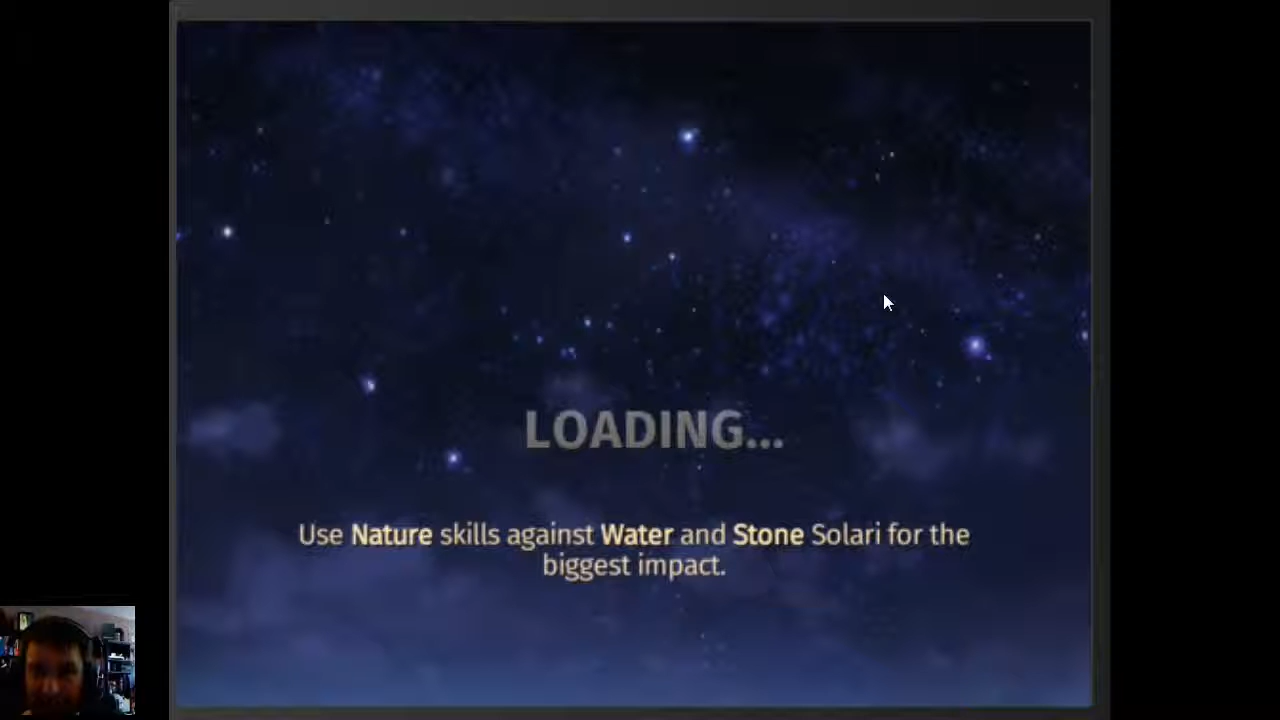 LOADING...
Use Nature skills against Water and Stone Solari for the
biggest impact.